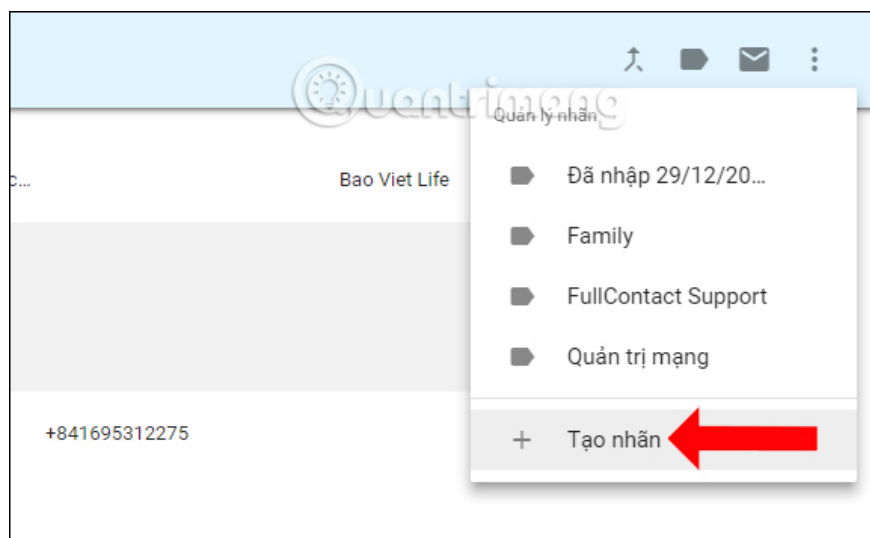 Quantrimang
Quản lý nhãn
c...
Bao Viet Life
Đã nhập 29/12/20...
Family
FullContact Support
Quản trị mạng
+841695312275
+ Tạo nhãn